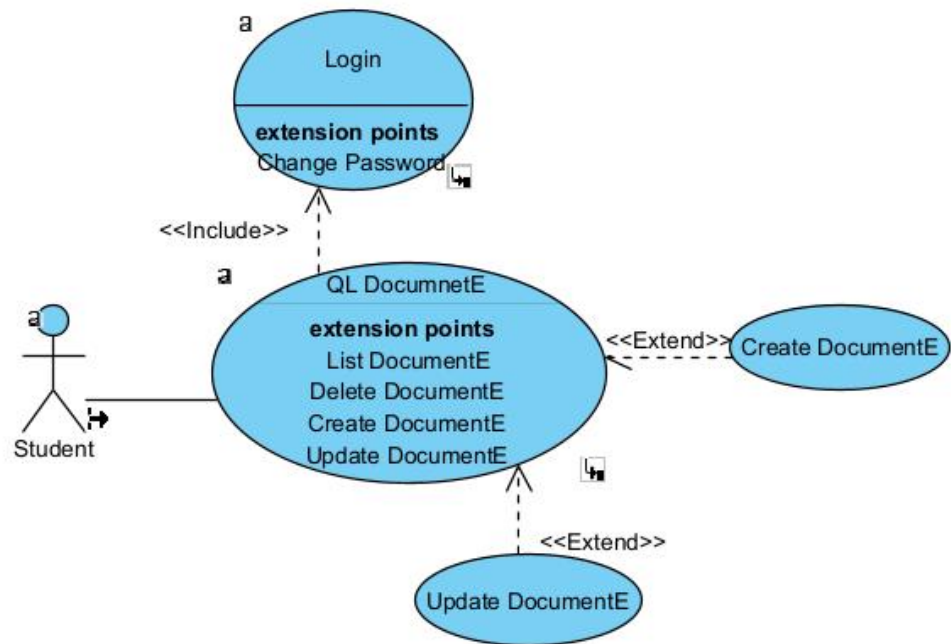 a
Login
extension points
Change Password
<<Include>>
a
QL DocumnetE
extension points
List DocumentE
Delete DocumentE
Create DocumentE
Update DocumentE
<<Extend>>
Create DocumentE
a
Student
<<Extend>>
Update DocumentE